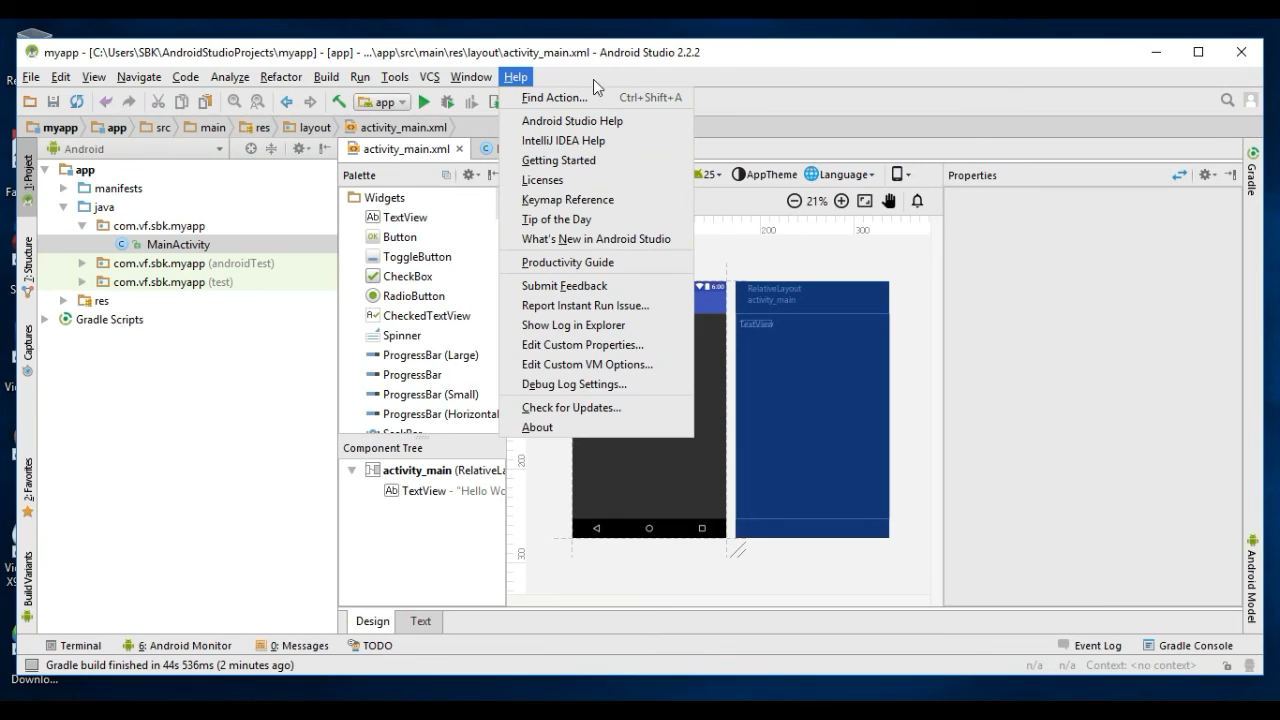 myapp - [C:\Users\SBK\AndroidStudioProjects\myapp] - [app] - ...\app\src\main\res\layout\activity_main.xml - Android Studio 2.2.2
File Edit View Navigate Code Analyze Refactor Build Run Tools VCS Window Help
app
myapp app src main res layout activity_main.xml
Find Action... Ctrl+Shift+A
Android Studio Help
IntelliJ IDEA Help
Getting Started
Licenses
Keymap Reference
Tip of the Day
What's New in Android Studio
Productivity Guide
Submit Feedback
Report Instant Run Issue...
Show Log in Explorer
Edit Custom Properties...
Edit Custom VM Options...
Debug Log Settings...
Check for Updates...
About
1: Project
7: Structure
Captures
2: Favorites
Build Variants
Android
app
manifests
java
com.vf.sbk.myapp
MainActivity
com.vf.sbk.myapp (androidTest)
com.vf.sbk.myapp (test)
res
Gradle Scripts
activity_main.xml
Palette
Widgets
TextView
Button
ToggleButton
CheckBox
RadioButton
CheckedTextView
Spinner
ProgressBar (Large)
ProgressBar
ProgressBar (Small)
ProgressBar (Horizontal
Component Tree
activity_main (RelativeLa
TextView - "Hello Wo
25 AppTheme Language
21%
200 300
6:00
RelativeLayout
activity_main
TextView
200
300
Properties
Gradle
Android Model
Design Text
Terminal 6: Android Monitor 0: Messages TODO Event Log Gradle Console
Gradle build finished in 44s 536ms (2 minutes ago) n/a n/a Context: <no context>
Downlo...